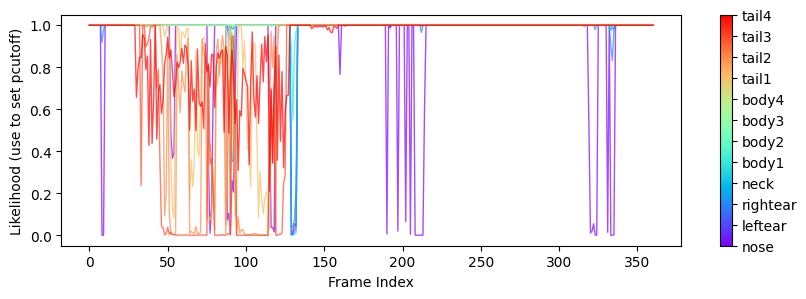 Likelihood (use to set pcutoff)
1.0
0.8
0.6
0.4
0.2
0.0
0
50
100
150
200
250
300
350
Frame Index
tail4
tail3
tail2
tail1
body4
body3
body2
body1
neck
rightear
leftear
nose